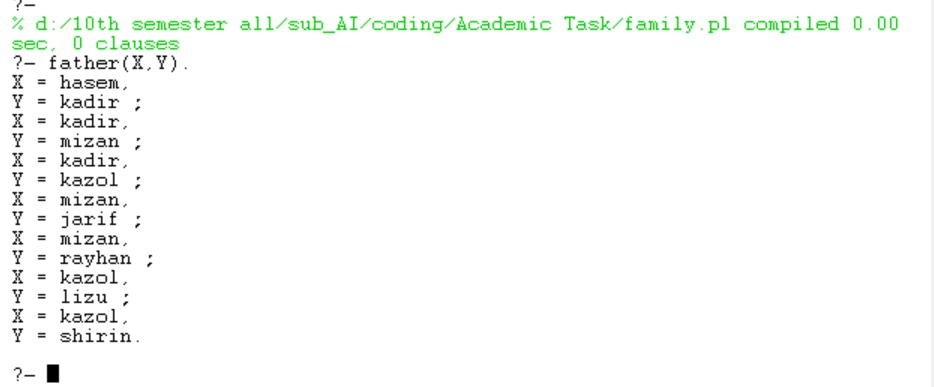 ?-
% d:/10th semester all/sub_AI/coding/Academic Task/family.pl compiled 0.00
sec, 0 clauses
?- father(X,Y).
X = hasem,
Y = kadir ;
X = kadir,
Y = mizan ;
X = kadir,
Y = kazol ;
X = mizan,
Y = jarif ;
X = mizan,
Y = rayhan ;
X = kazol,
Y = lizu ;
X = kazol,
Y = shirin.
?-